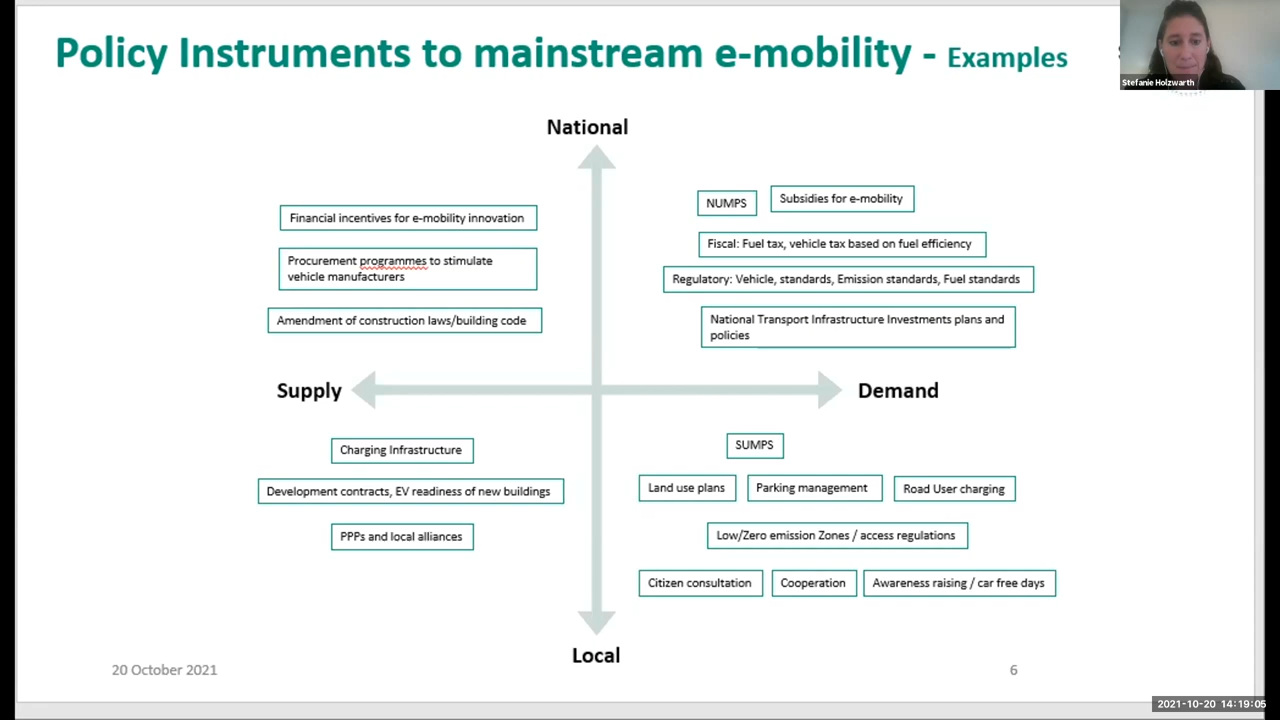 Policy Instruments to mainstream e-mobility - Examples
Stefanie Holzwarth
National
NUMPS
Subsidies for e-mobility
Financial incentives for e-mobility innovation
Fiscal: Fuel tax, vehicle tax based on fuel efficiency
Procurement programmes to stimulate
vehicle manufacturers
Regulatory: Vehicle, standards, Emission standards, Fuel standards
Amendment of construction laws/building code
National Transport Infrastructure Investments plans and
policies
Supply
Demand
Charging Infrastructure
SUMPS
Development contracts, EV readiness of new buildings
Land use plans
Parking management
Road User charging
PPPs and local alliances
Low/Zero emission Zones / access regulations
Citizen consultation
Cooperation
Awareness raising / car free days
Local
20 October 2021
6
2021-10-20 14:19:05